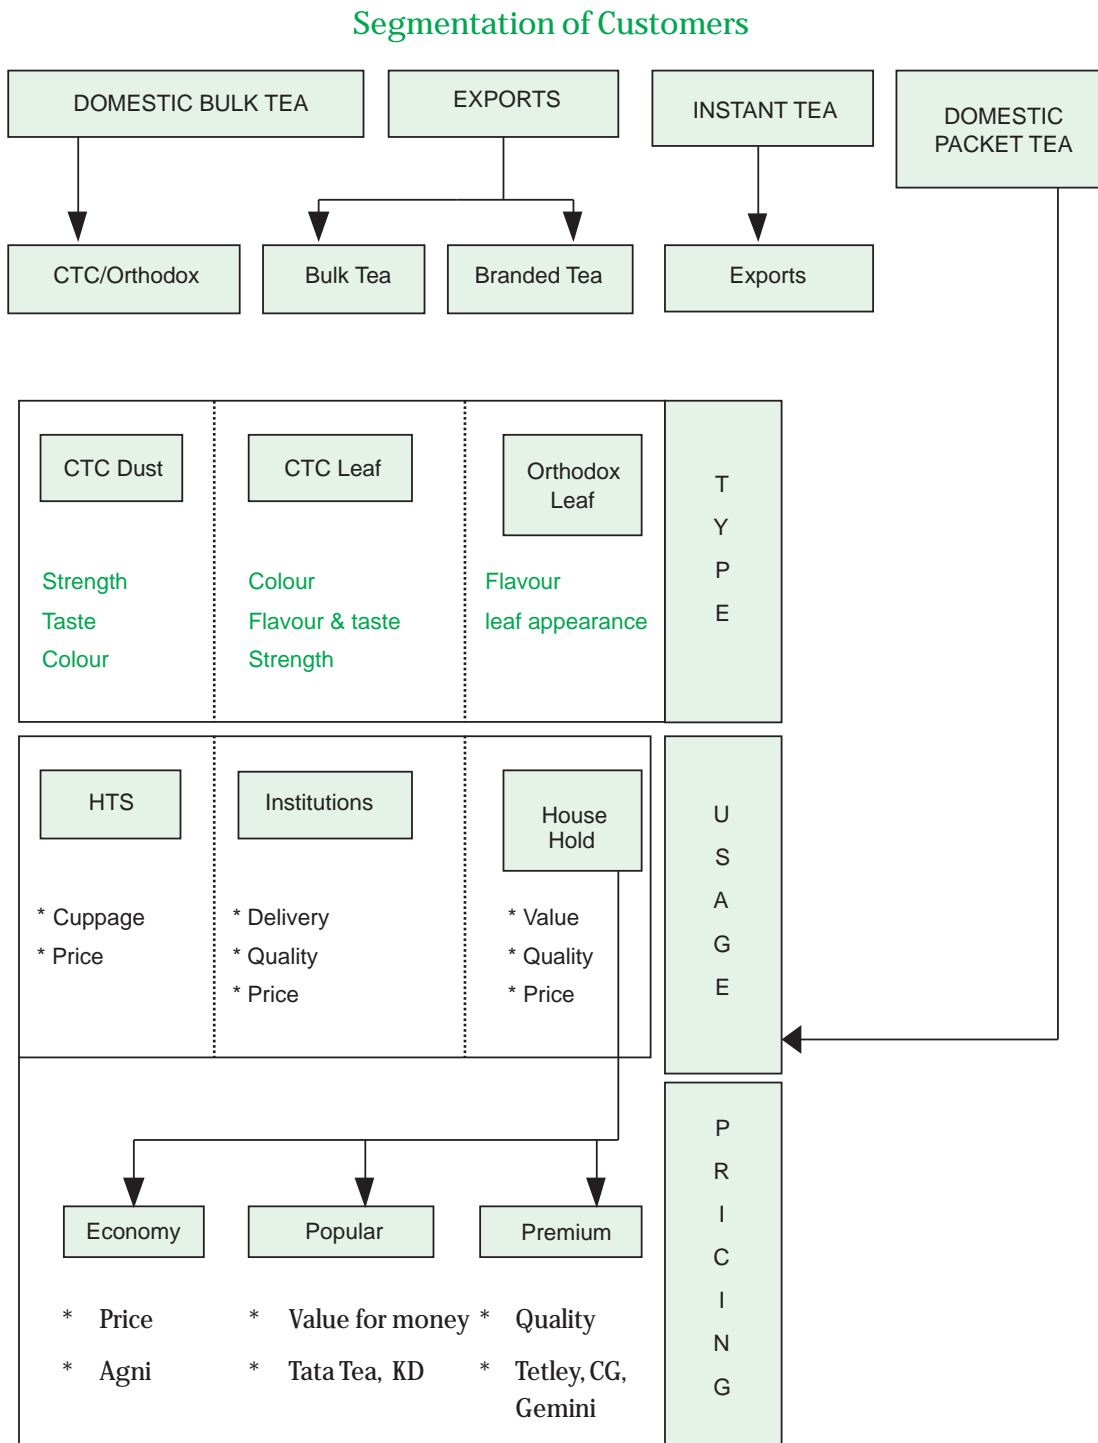 Segmentation of Customers
DOMESTIC BULK TEA
EXPORTS
INSTANT TEA
DOMESTIC
PACKET TEA
CTC/Orthodox
Bulk Tea
Branded Tea
Exports
CTC Dust
CTC Leaf
Orthodox
Leaf
Strength
Taste
Colour
Colour
Flavour & taste
Strength
Flavour
leaf appearance
T
Y
P
E
HTS
Institutions
House
Hold
* Cuppage
* Price
* Delivery
* Quality
* Price
* Value
* Quality
* Price
U
S
A
G
E
Economy
Popular
Premium
* Price
* Agni
* Value for money
* Tata Tea, KD
* Quality
* Tetley, CG,
Gemini
P
R
I
C
I
N
G